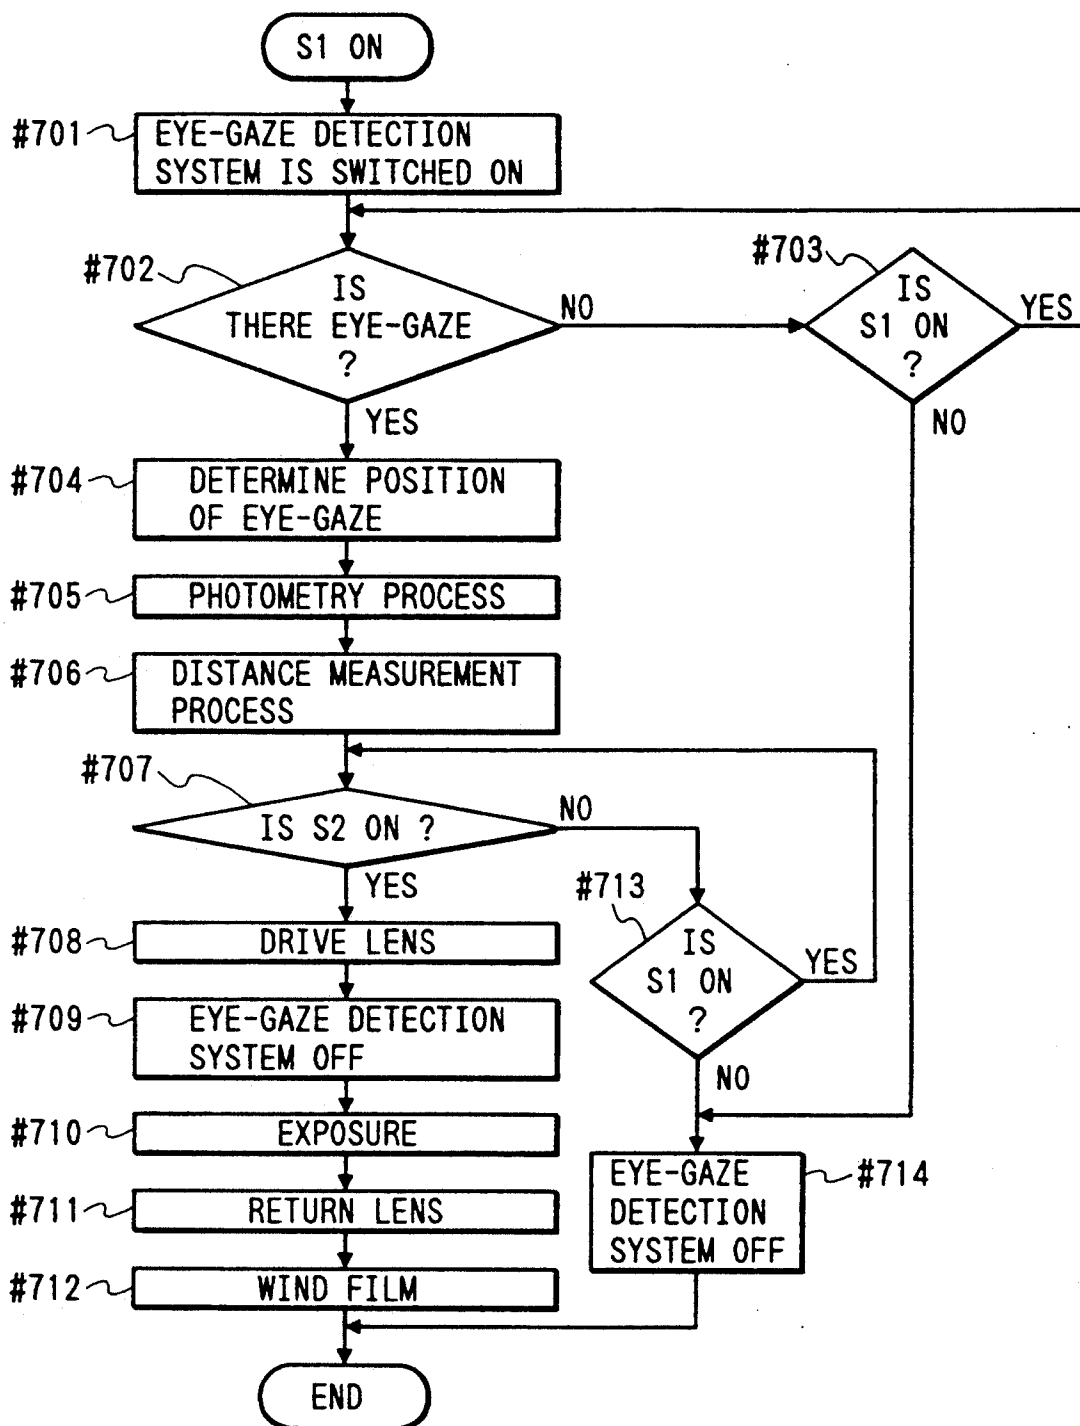 S1 ON
#701
EYE-GAZE DETECTION
SYSTEM IS SWITCHED ON
#702
IS
THERE EYE-GAZE
?
NO
YES
#703
IS
S1 ON
?
YES
NO
#704
DETERMINE POSITION
OF EYE-GAZE
#705
PHOTOMETRY PROCESS
#706
DISTANCE MEASUREMENT
PROCESS
#707
IS S2 ON ?
NO
YES
#713
IS
S1 ON
?
YES
NO
#708
DRIVE LENS
#709
EYE-GAZE DETECTION
SYSTEM OFF
#710
EXPOSURE
#714
EYE-GAZE
DETECTION
SYSTEM OFF
#711
RETURN LENS
#712
WIND FILM
END